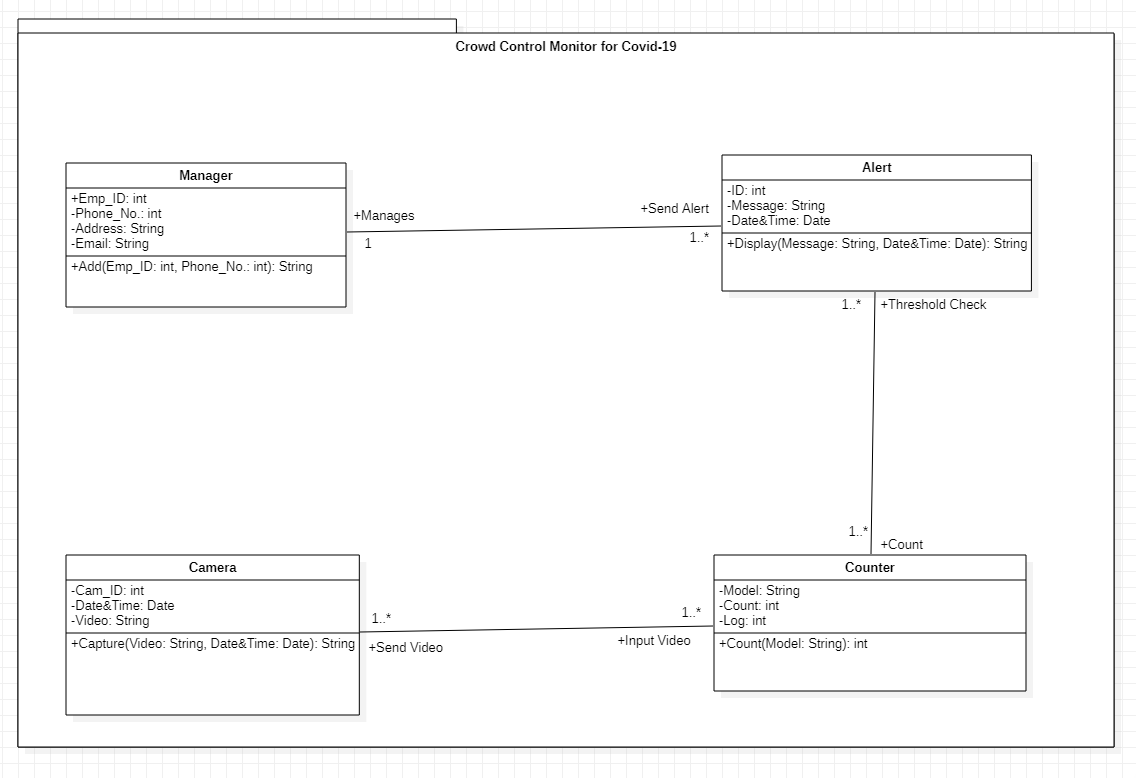 Crowd Control Monitor for Covid-19
Manager
+Emp_ID: int
-Phone_No.: int
-Address: String
-Email: String
+Add(Emp_ID: int, Phone_No.: int): String
+Manages
1
+Send Alert
1..*
Alert
-ID: int
-Message: String
-Date&Time: Date
+Display(Message: String, Date&Time: Date): String
1..*
+Threshold Check
1..*
+Count
Camera
-Cam_ID: int
-Date&Time: Date
-Video: String
+Capture(Video: String, Date&Time: Date): String
1..*
+Send Video
1..*
+Input Video
Counter
-Model: String
-Count: int
-Log: int
+Count(Model: String): int